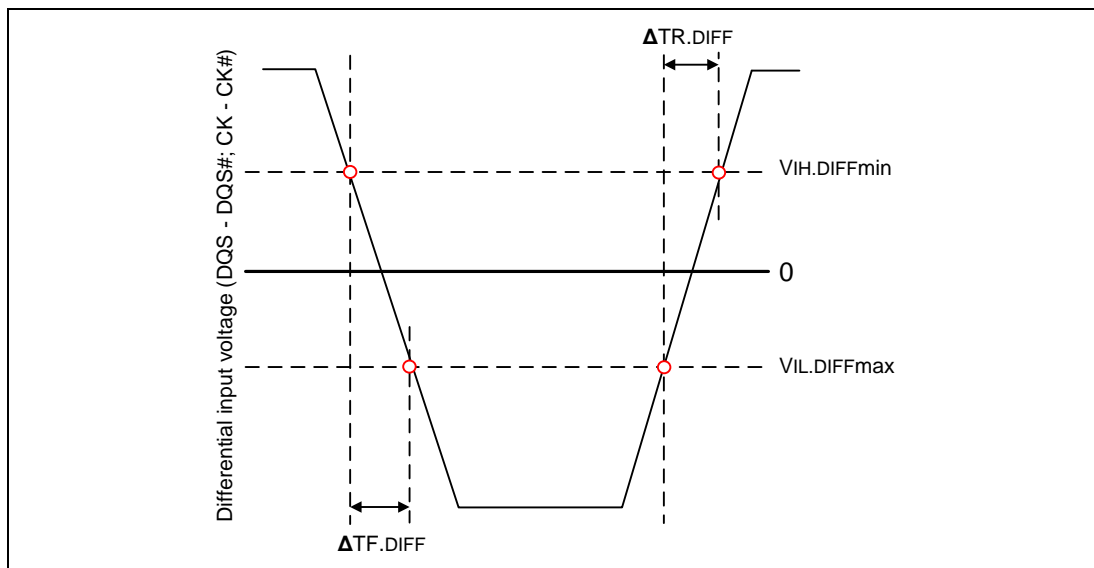 ΔTR.DIFF
Differential input voltage (DQS - DQS#; CK - CK#)
VIH.DIFFmin
0
VIL.DIFFmax
ΔTF.DIFF